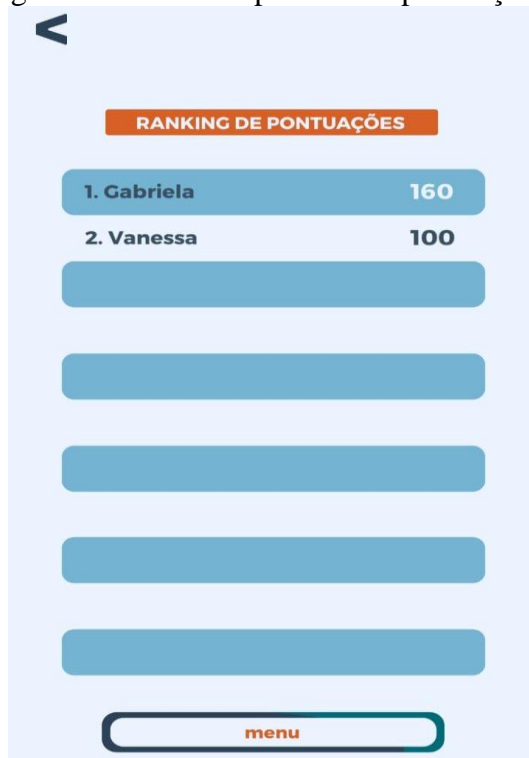 <
RANKING DE PONTUAÇÕES
1. Gabriela 160
2. Vanessa 100
menu